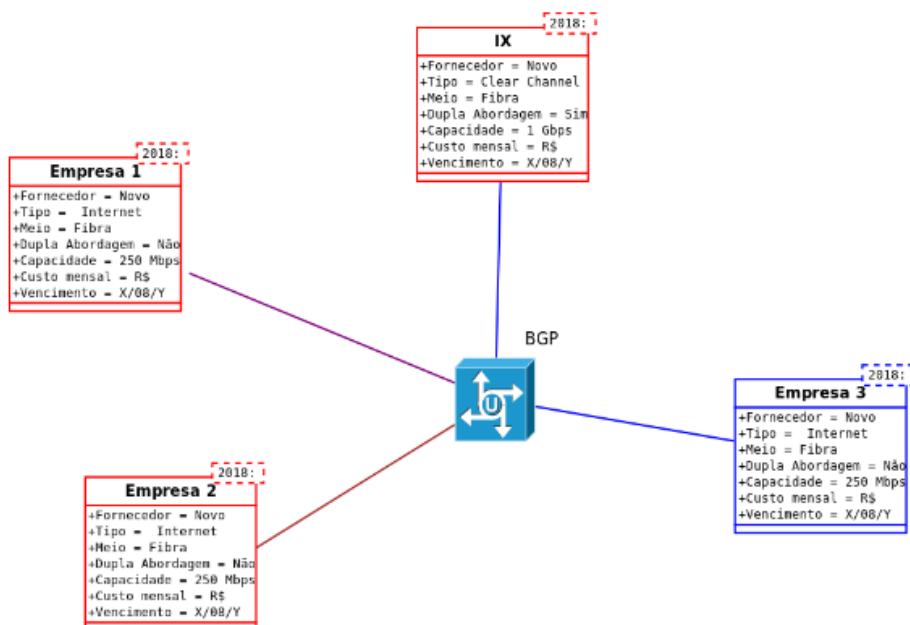 2018:
IX
+Fornecedor = Novo
+Tipo = Clear Channel
+Meio = Fibra
+Dupla Abordagem = Sim
+Capacidade = 1 Gbps
+Custo mensal = R$
+Vencimento = X/08/Y
2018:
Empresa 1
+Fornecedor = Novo
+Tipo =  Internet
+Meio = Fibra
+Dupla Abordagem = Não
+Capacidade = 250 Mbps
+Custo mensal = R$
+Vencimento = X/08/Y
BGP
U
2018:
Empresa 3
+Fornecedor = Novo
+Tipo =  Internet
+Meio = Fibra
+Dupla Abordagem = Não
+Capacidade = 250 Mbps
+Custo mensal = R$
+Vencimento = X/08/Y
2018:
Empresa 2
+Fornecedor = Novo
+Tipo =  Internet
+Meio = Fibra
+Dupla Abordagem = Não
+Capacidade = 250 Mbps
+Custo mensal = R$
+Vencimento = X/08/Y